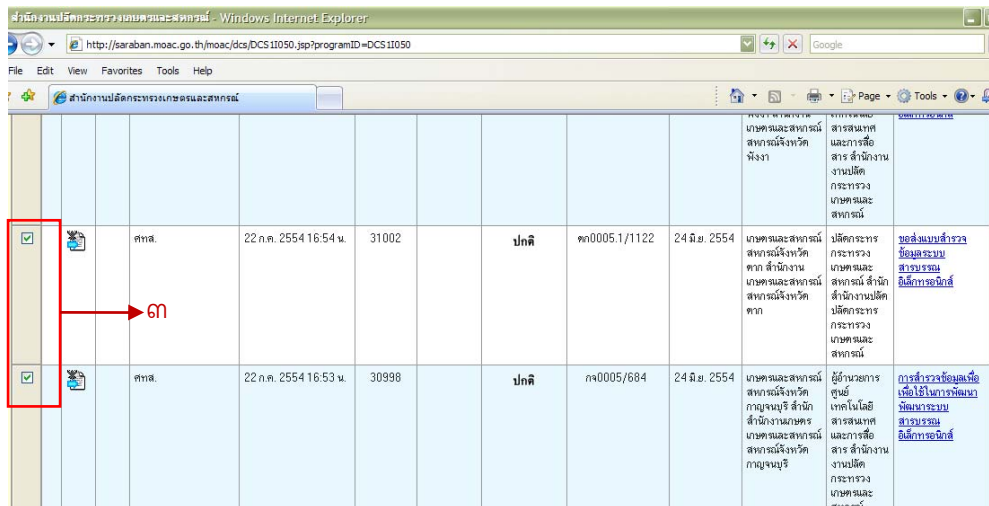 สำนักงานปลัดกระทรวงเกษตรและสหกรณ์ - Windows Internet Explorer
http://saraban.moac.go.th/moac/dcs/DCS1I050.jsp?programID=DCS1I050
Google
File Edit View Favorites Tools Help
สำนักงานปลัดกระทรวงเกษตรและสหกรณ์
Page
Tools
เกษตรและสหกรณ์
สหกรณ์จังหวัด
พังงา
สารสนเทศ
และการสื่อ
สาร สำนักงาน
งานปลัด
กระทรวง
เกษตรและ
สหกรณ์
ศทส.
22 ก.ค. 2554 16:54 น.
31002
ปกติ
ตก0005.1/1122
24 มิ.ย. 2554
เกษตรและสหกรณ์
สหกรณ์จังหวัด
ตาก สำนักงาน
เกษตรและสหกรณ์
สหกรณ์จังหวัด
ตาก
ปลัดกระทร
กระทรวง
เกษตรและ
สหกรณ์ สำนัก
สำนักงานปลัด
ปลัดกระทร
กระทรวง
เกษตรและ
สหกรณ์
ขอส่งแบบสำรวจ
ข้อมูลระบบ
สารบรรณ
อิเล็กทรอนิกส์
๓
ศทส.
22 ก.ค. 2554 16:53 น.
30998
ปกติ
กจ0005/684
24 มิ.ย. 2554
เกษตรและสหกรณ์
สหกรณ์จังหวัด
กาญจนบุรี สำนัก
สำนักงานเกษตร
เกษตรและสหกรณ์
สหกรณ์จังหวัด
กาญจนบุรี
ผู้อำนวยการ
ศูนย์
เทคโนโลยี
สารสนเทศ
และการสื่อ
สาร สำนักงาน
งานปลัด
กระทรวง
เกษตรและ
การสำรวจข้อมูลเพื่อ
เพื่อใช้ในการพัฒนา
พัฒนาระบบ
สารบรรณ
อิเล็กทรอนิกส์